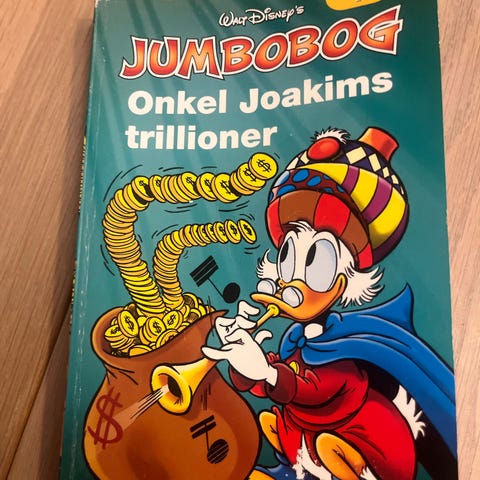 Walt Disney's
JUMBOBOG
Onkel Joakims
trillioner